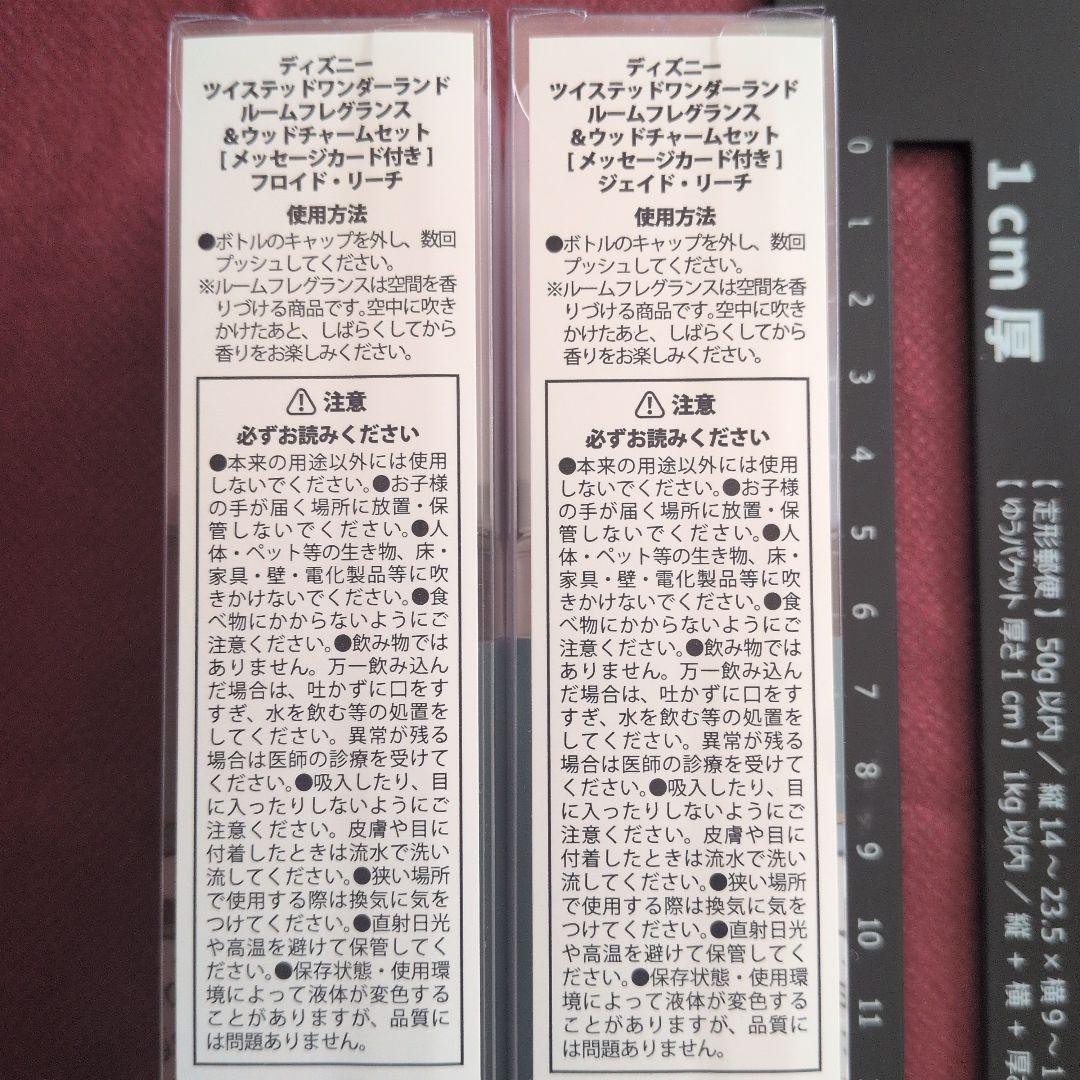 ディズニー
ツイステッドワンダーランド
ルームフレグランス
&ウッドチャームセット
[ メッセージカード付き ]
フロイド・リーチ
使用方法
●ボトルのキャップを外し、数回
プッシュしてください。
※ルームフレグランスは空間を香
りづける商品です。空中に吹き
かけたあと、しばらくしてから
香りをお楽しみください。
⚠ 注意
必ずお読みください
●本来の用途以外には使用
しないでください。●お子様
の手が届く場所に放置・保
管しないでください。●人
体・ペット等の生き物、床・
家具・壁・電化製品等に吹
きかけないでください。●食
べ物にかからないようにご
注意ください。●飲み物では
ありません。万一飲み込ん
だ場合は、吐かずに口をす
すぎ、水を飲む等の処置を
してください。異常が残る
場合は医師の診療を受けて
ください。●吸入したり、目
に入ったりしないようにご
注意ください。皮膚や目に
付着したときは流水で洗い
流してください。●狭い場所
で使用する際は換気に気を
つけてください。●直射日光
や高温を避けて保管してく
ださい。●保存状態・使用環
境によって液体が変色する
ことがありますが、品質に
は問題ありません。
ディズニー
ツイステッドワンダーランド
ルームフレグランス
&ウッドチャームセット
[ メッセージカード付き ]
ジェイド・リーチ
使用方法
●ボトルのキャップを外し、数回
プッシュしてください。
※ルームフレグランスは空間を香
りづける商品です。空中に吹き
かけたあと、しばらくしてから
香りをお楽しみください。
⚠ 注意
必ずお読みください
●本来の用途以外には使用
しないでください。●お子様
の手が届く場所に放置・保
管しないでください。●人
体・ペット等の生き物、床・
家具・壁・電化製品等に吹
きかけないでください。●食
べ物にかからないようにご
注意ください。●飲み物では
ありません。万一飲み込ん
だ場合は、吐かずに口をす
すぎ、水を飲む等の処置を
してください。異常が残る
場合は医師の診療を受けて
ください。●吸入したり、目
に入ったりしないようにご
注意ください。皮膚や目に
付着したときは流水で洗い
流してください。●狭い場所
で使用する際は換気に気を
つけてください。●直射日光
や高温を避けて保管してく
ださい。●保存状態・使用環
境によって液体が変色する
ことがありますが、品質に
は問題ありません。
0
1
2
3
4
5
6
7
8
9
10
11
1cm 厚
【 定形郵便 】 50g 以内 / 縦 14 ~ 23.5 × 横 9 ~ 1
【 ゆうパケット 厚さ 1 cm 】 1kg 以内 / 縦 + 横 + 厚